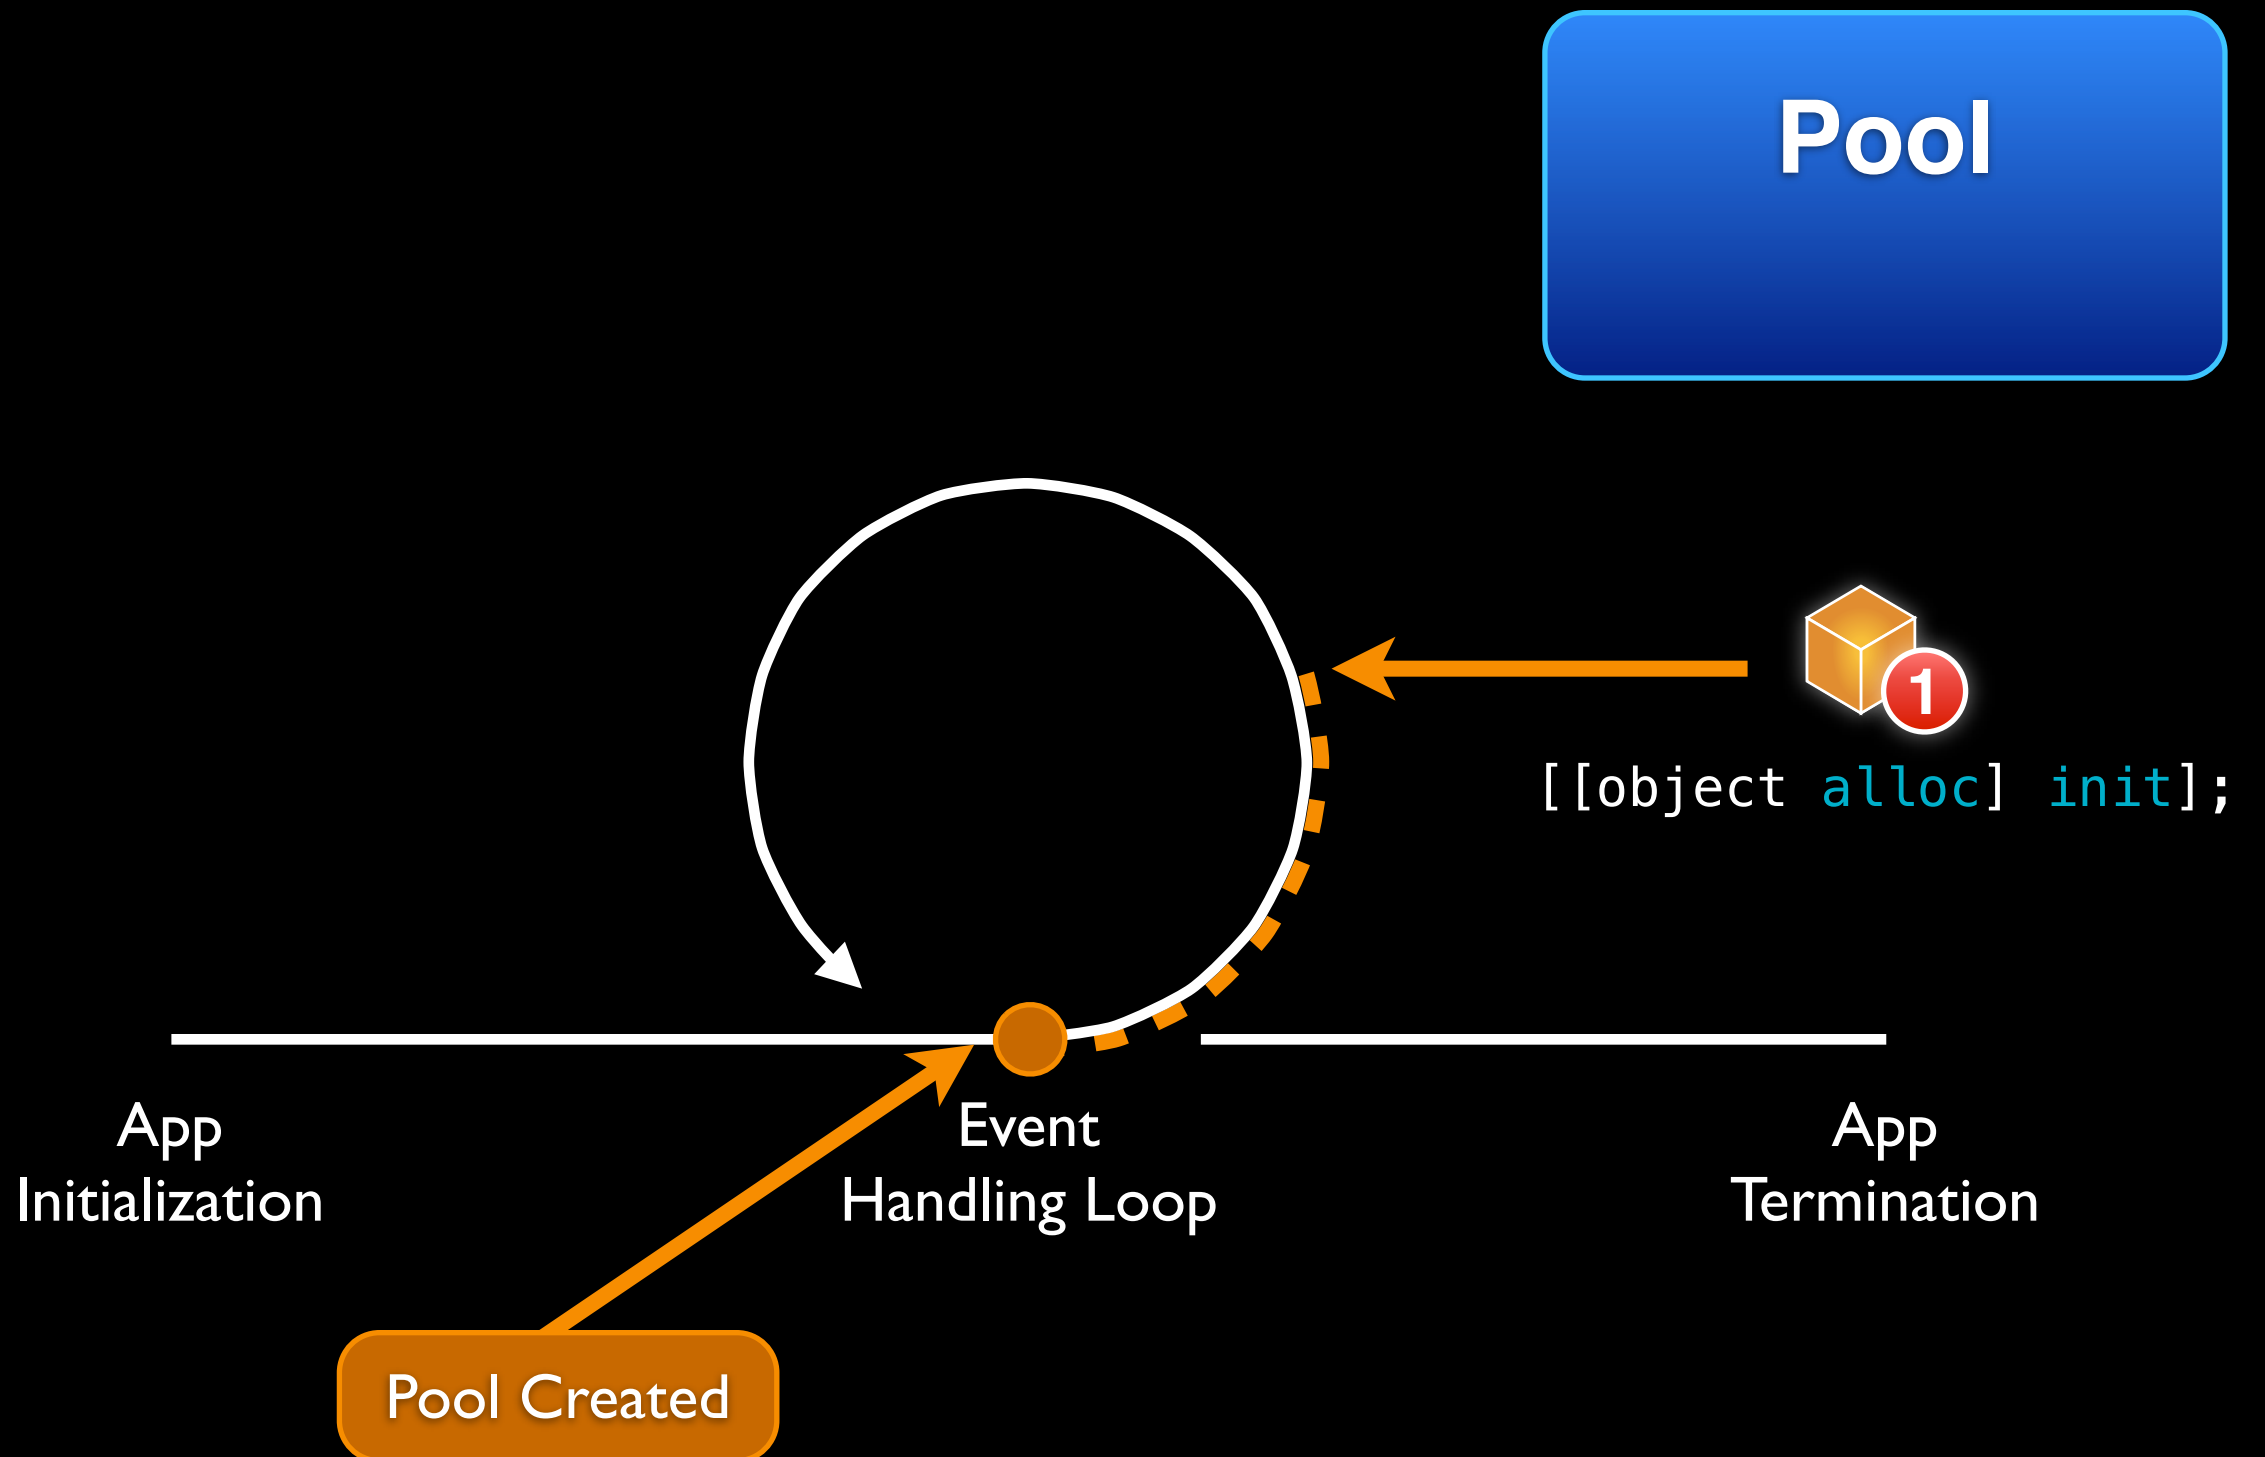 Pool
1
[[object alloc] init];
App
Initialization
Event
Handling Loop
App
Termination
Pool Created